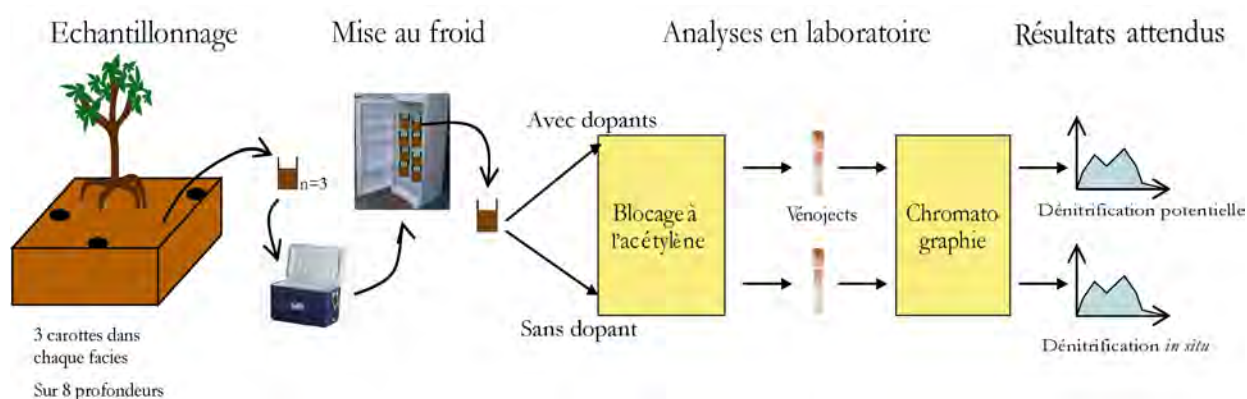 Echantillonnage
Mise au froid
Analyses en laboratoire
Résultats attendus
n=3
3 carottes dans
chaque facies
Sur 8 profondeurs
Avec dopants
Sans dopant
Blocage à
l'acétylène
Vénojects
Chromato
graphie
Dénitrification potentielle
Dénitrification in situ